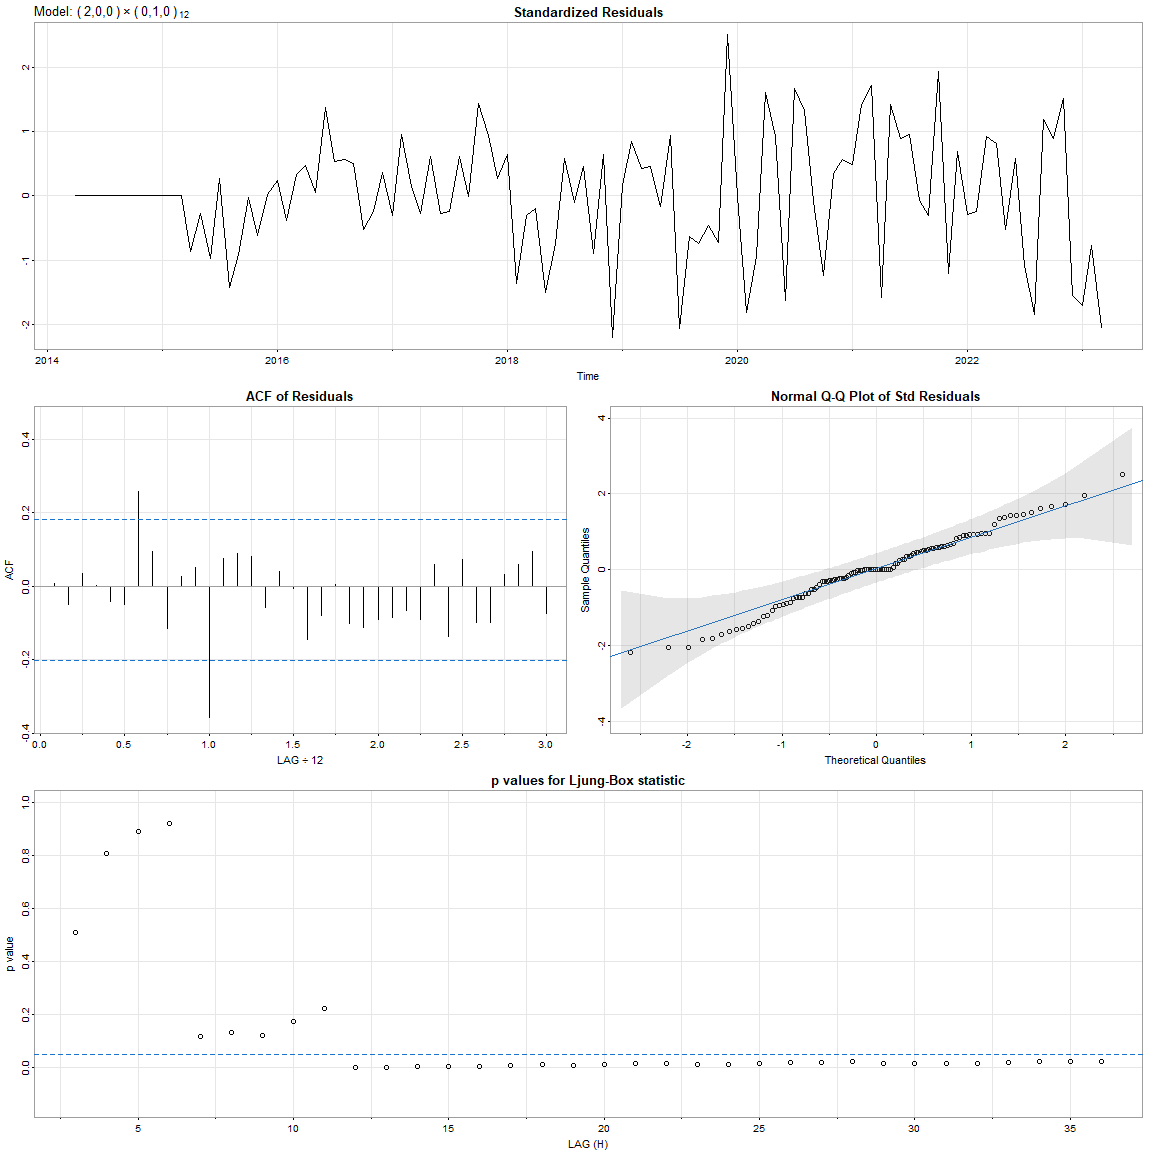 Model: ( 2,0,0 ) × ( 0,1,0 ) 12
Standardized Residuals
2
1
0
-1
-2
2014 2016 2018 2020 2022
Time
ACF of Residuals
ACF
0.4
0.2
0.0
-0.2
-0.4
0.0 0.5 1.0 1.5 2.0 2.5 3.0
LAG ÷ 12
Normal Q-Q Plot of Std Residuals
Sample Quantiles
4
2
0
-2
-4
-2 -1 0 1 2
Theoretical Quantiles
p values for Ljung-Box statistic
p value
1.0
0.8
0.6
0.4
0.2
0.0
5 10 15 20 25 30 35
LAG (H)